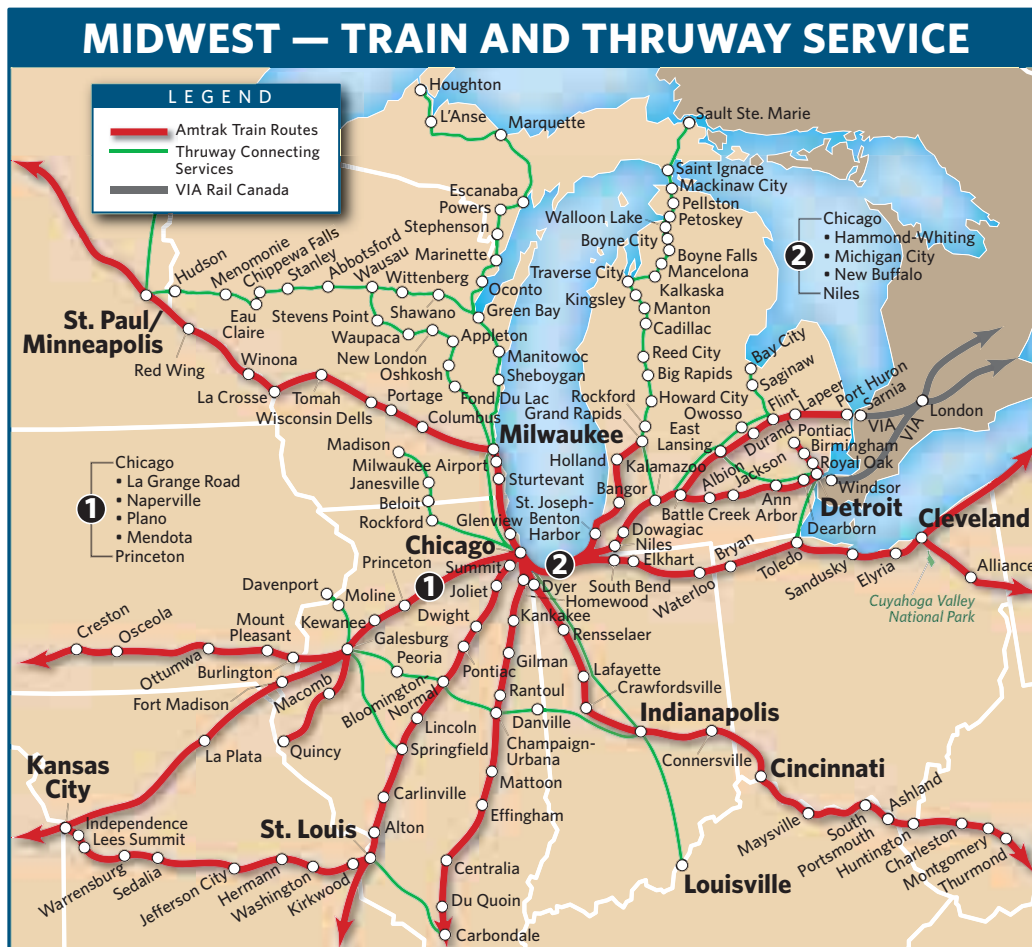 MIDWEST — TRAIN AND THRUWAY SERVICE
LEGEND
Amtrak Train Routes
Thruway Connecting
Services
VIA Rail Canada
Houghton
L'Anse
Marquette
Sault Ste. Marie
Saint Ignace
Mackinaw City
Pellston
Petoskey
Walloon Lake
Boyne City
Boyne Falls
Mancelona
Traverse City
Kalkaska
Kingsley
Manton
Cadillac
Reed City
Big Rapids
Howard City
Rockford
Grand Rapids
Escanaba
Powers
Stephenson
Marinette
Oconto
Green Bay
Hudson
Menomonie
Chippewa Falls
Stanley
Abbotsford
Wausau
Wittenberg
Eau
Claire
Shawano
Stevens Point
Waupaca
New London
Appleton
Oshkosh
Fond Du Lac
Manitowoc
Sheboygan
St. Paul/
Minneapolis
Red Wing
Winona
La Crosse
Tomah
Wisconsin Dells
Portage
Columbus
Milwaukee
Milwaukee Airport
Sturtevant
Madison
Janesville
Beloit
Rockford
Glenview
Chicago
Summit
Joliet
2
Chicago
• Hammond-Whiting
• Michigan City
• New Buffalo
Niles
Bay City
Saginaw
Flint
Lapeer
Port Huron
Sarnia
VIA
VIA
London
Owosso
East
Lansing
Durand
Pontiac
Birmingham
Royal Oak
Windsor
Detroit
Dearborn
Holland
Bangor
St. Joseph-
Benton
Harbor
Kalamazoo
Battle Creek
Albion
Jackson
Ann
Arbor
Dowagiac
Niles
South Bend
Elkhart
Waterloo
Bryan
Toledo
Sandusky
Elyria
Cleveland
Alliance
Cuyahoga Valley
National Park
1
Chicago
• La Grange Road
• Naperville
• Plano
• Mendota
Princeton
1
2
Princeton
Davenport
Moline
Kewanee
Galesburg
Creston
Osceola
Ottumwa
Mount
Pleasant
Burlington
Fort Madison
Macomb
Quincy
La Plata
Kansas
City
Peoria
Bloomington-
Normal
Dwight
Pontiac
Lincoln
Springfield
Carlinville
Alton
St. Louis
Kankakee
Gilman
Rantoul
Champaign-
Urbana
Danville
Mattoon
Effingham
Centralia
Du Quoin
Carbondale
Dyer
Homewood
Rensselaer
Lafayette
Crawfordsville
Indianapolis
Connersville
Cincinnati
Louisville
Maysville
South
Portsmouth
Ashland
Huntington
Charleston
Montgomery
Thurmond
Independence
Lees Summit
Warrensburg
Sedalia
Jefferson City
Hermann
Washington
Kirkwood